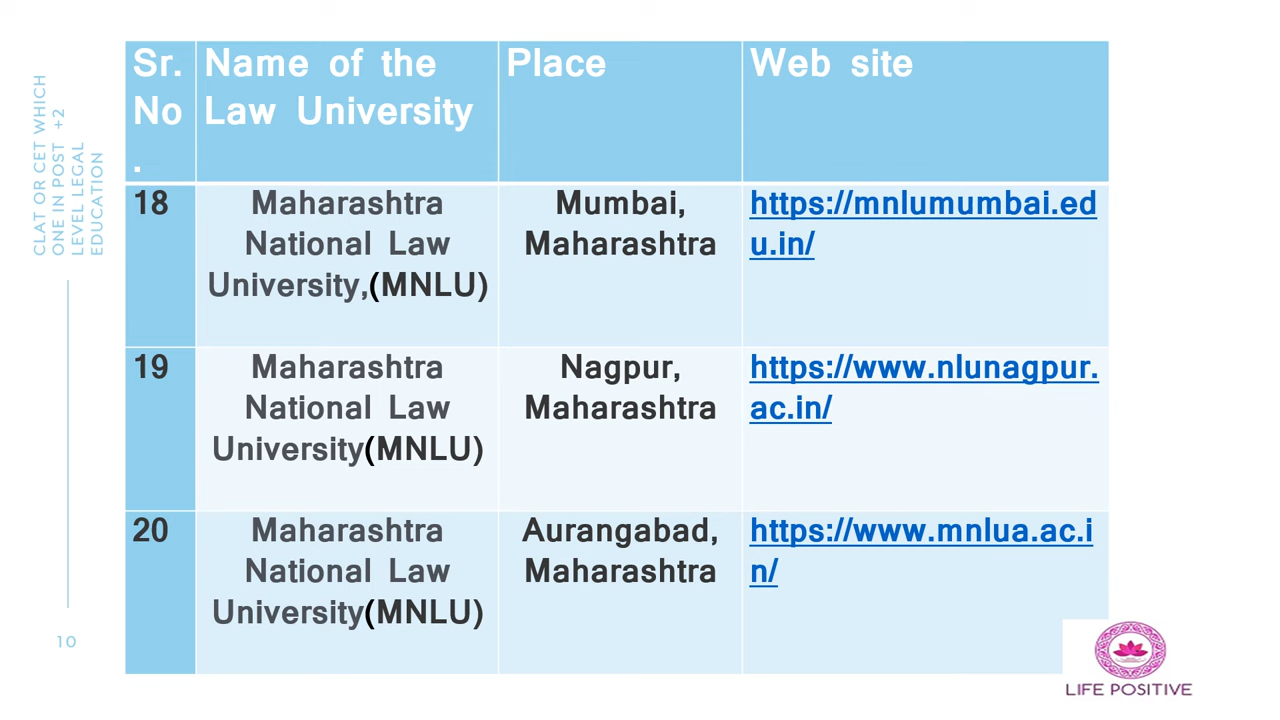 CLAT OR CET WHICH
ONE IN POST +2
LEVEL LEGAL
EDUCATION
10
Sr. No. Name of the Law University Place Web site
18 Maharashtra National Law University,(MNLU) Mumbai, Maharashtra https://mnlumumbai.edu.in/
19 Maharashtra National Law University(MNLU) Nagpur, Maharashtra https://www.nlunagpur.ac.in/
20 Maharashtra National Law University(MNLU) Aurangabad, Maharashtra https://www.mnlua.ac.in/
LIFE POSITIVE